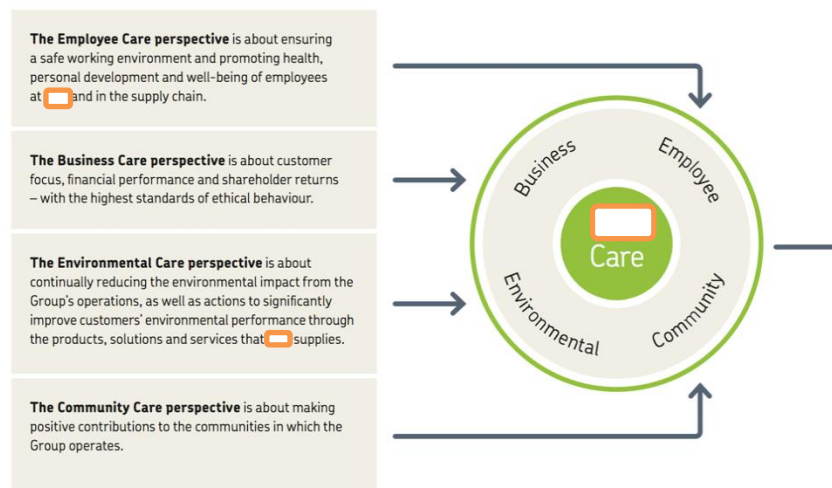 The Employee Care perspective is about ensuring
a safe working environment and promoting health,
personal development and well-being of employees
at and in the supply chain.
The Business Care perspective is about customer
focus, financial performance and shareholder returns
– with the highest standards of ethical behaviour.
The Environmental Care perspective is about
continually reducing the environmental impact from the
Group's operations, as well as actions to significantly
improve customers' environmental performance through
the products, solutions and services that supplies.
The Community Care perspective is about making
positive contributions to the communities in which the
Group operates.
Business
Employee
Care
Environmental
Community